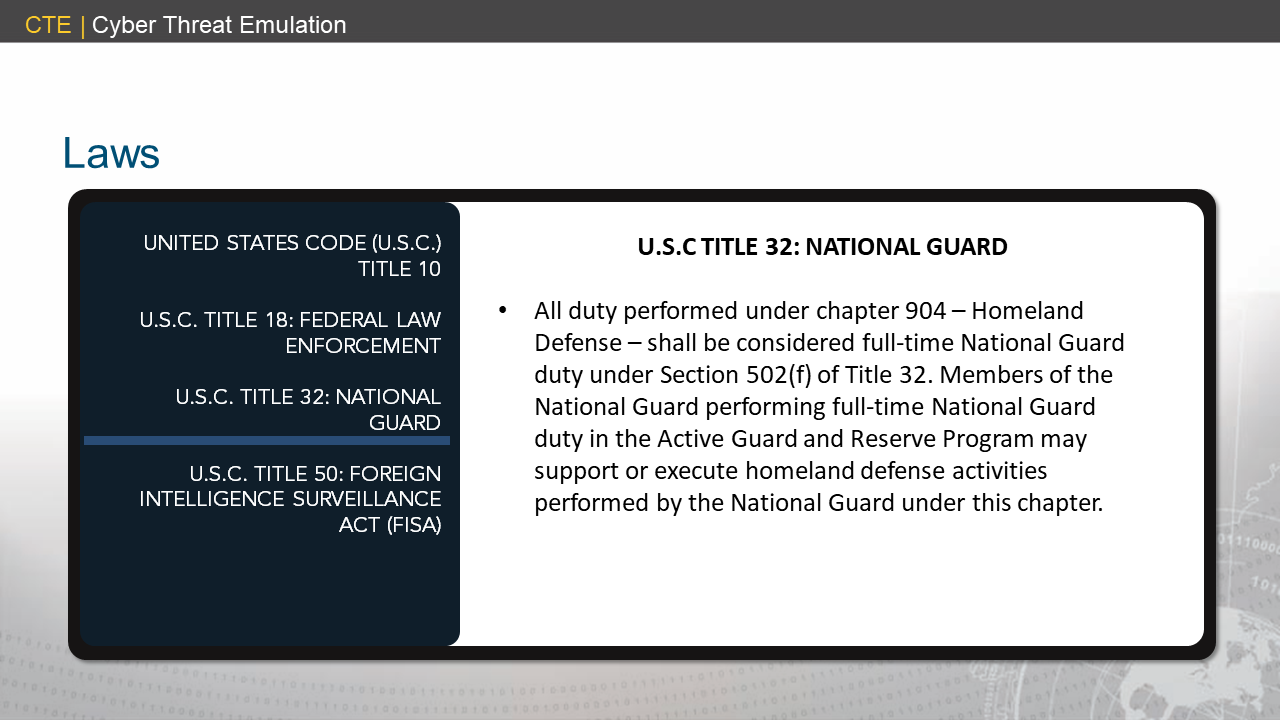 CTE | Cyber Threat Emulation
Laws
UNITED STATES CODE (U.S.C.)
TITLE 10
U.S.C. TITLE 18: FEDERAL LAW
ENFORCEMENT
U.S.C. TITLE 32: NATIONAL
GUARD
U.S.C. TITLE 50: FOREIGN
INTELLIGENCE SURVEILLANCE
ACT (FISA)
U.S.C TITLE 32: NATIONAL GUARD
• All duty performed under chapter 904 – Homeland
Defense – shall be considered full-time National Guard
duty under Section 502(f) of Title 32. Members of the
National Guard performing full-time National Guard
duty in the Active Guard and Reserve Program may
support or execute homeland defense activities
performed by the National Guard under this chapter.